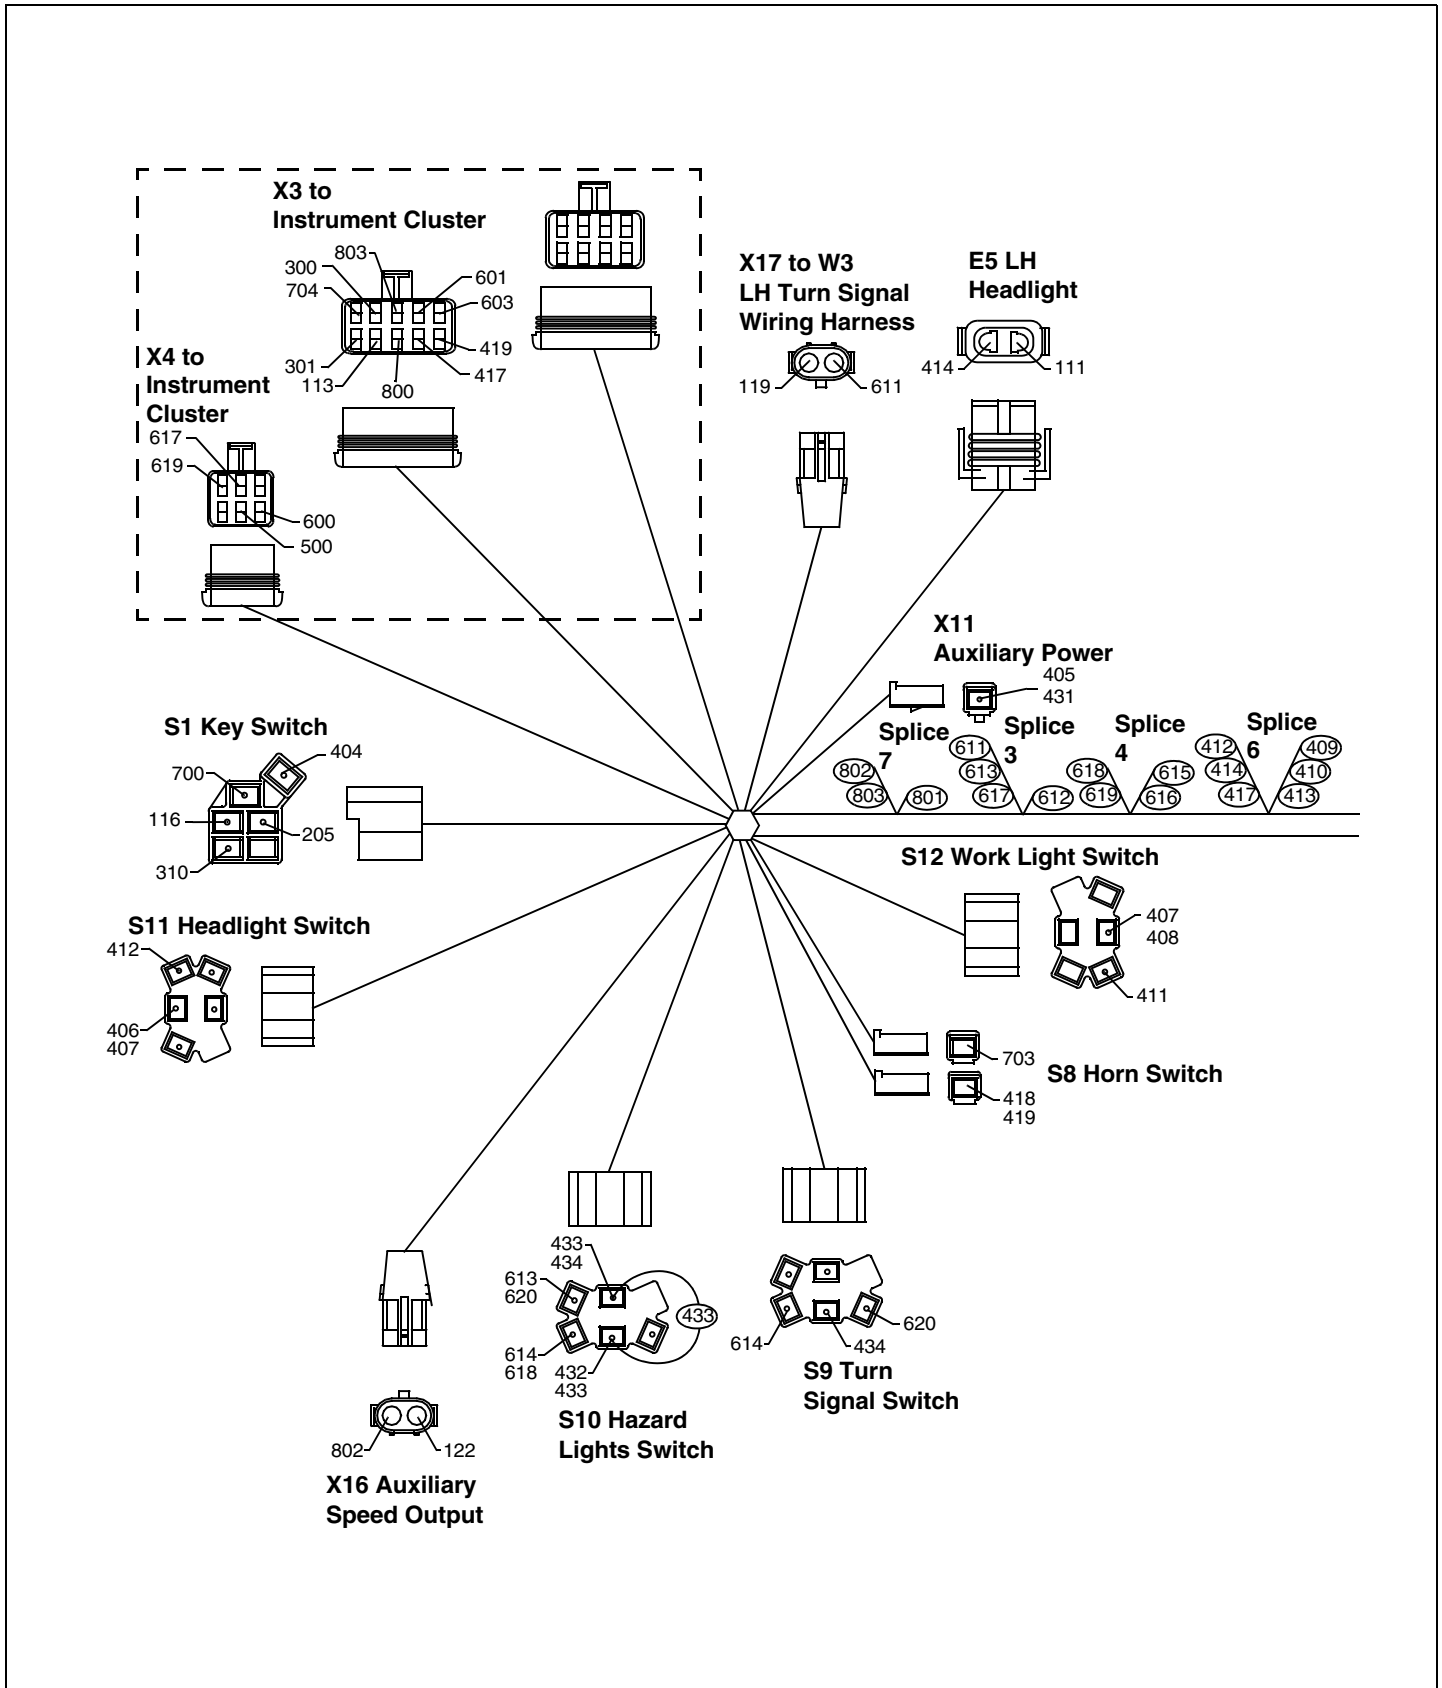 X3 to
Instrument Cluster
803
300
704
601
603
301
113
800
417
419
X4 to
Instrument
Cluster
617
619
600
500
X17 to W3
LH Turn Signal
Wiring Harness
119
611
E5 LH
Headlight
414
111
X11
Auxiliary Power
405
431
Splice
7
802
803
801
Splice
3
611
613
617
612
Splice
4
618
619
615
616
Splice
6
412
414
417
409
410
413
S1 Key Switch
404
700
116
205
310
S12 Work Light Switch
407
408
411
S11 Headlight Switch
412
406
407
703
S8 Horn Switch
418
419
433
434
613
620
433
614
618
432
433
S10 Hazard
Lights Switch
614
434
620
S9 Turn
Signal Switch
802
122
X16 Auxiliary
Speed Output